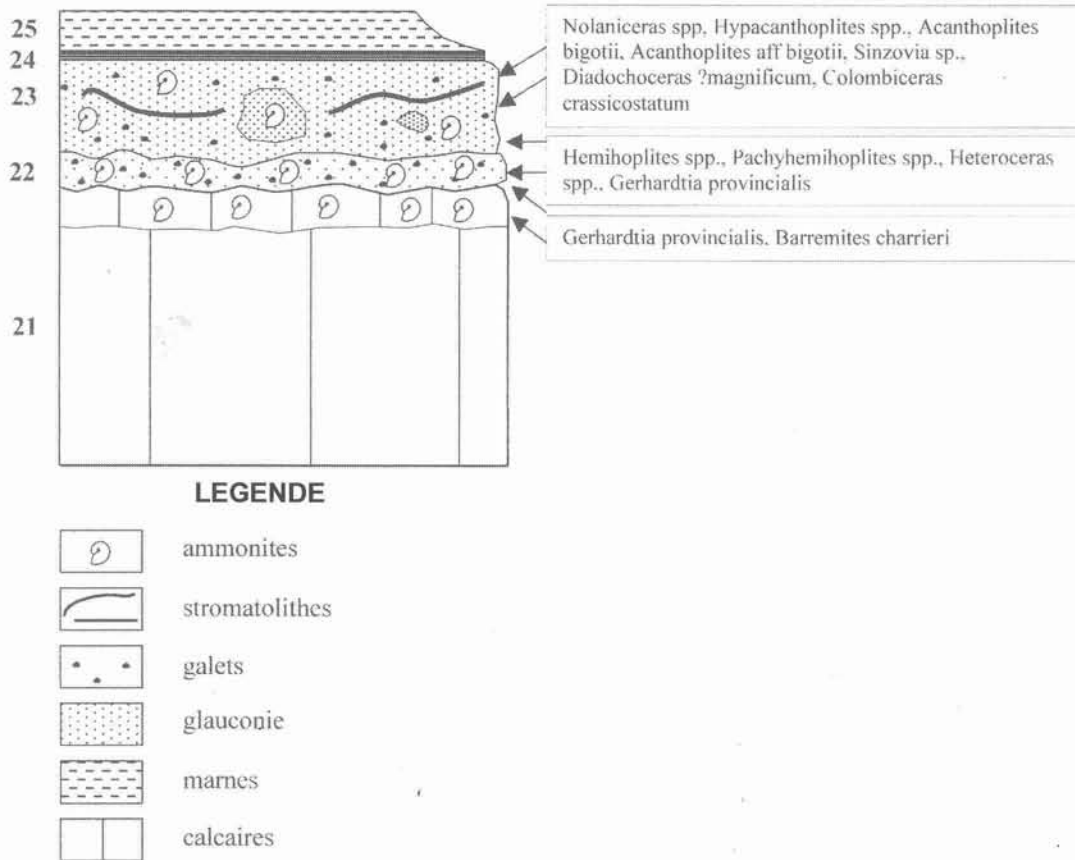 25
24
23
22
21
Nolaniceras spp, Hypacanthoplites spp., Acanthoplites
bigotii, Acanthoplites aff bigotii, Sinzovia sp.,
Diadochoceras ?magnificum, Colombiceras
crassicostatum
Hemihoplites spp., Pachyhemihoplites spp., Heteroceras
spp., Gerhardtia provincialis
Gerhardtia provincialis, Barremites charrieri
LEGENDE
ammonites
stromatolithes
galets
glauconie
marnes
calcaires